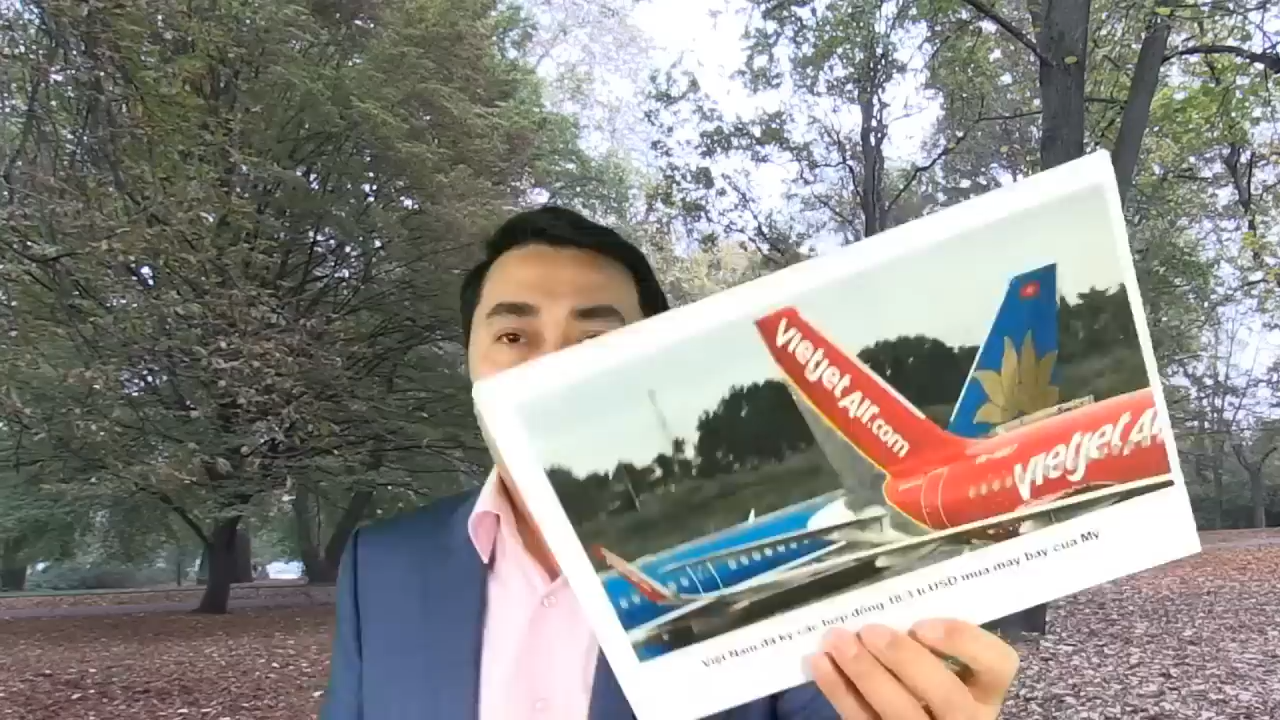 vietjetAir.com
vietjetAi
Việt Nam đã ký các hợp đồng 18,3 tỉ USD mua máy bay của Mỹ